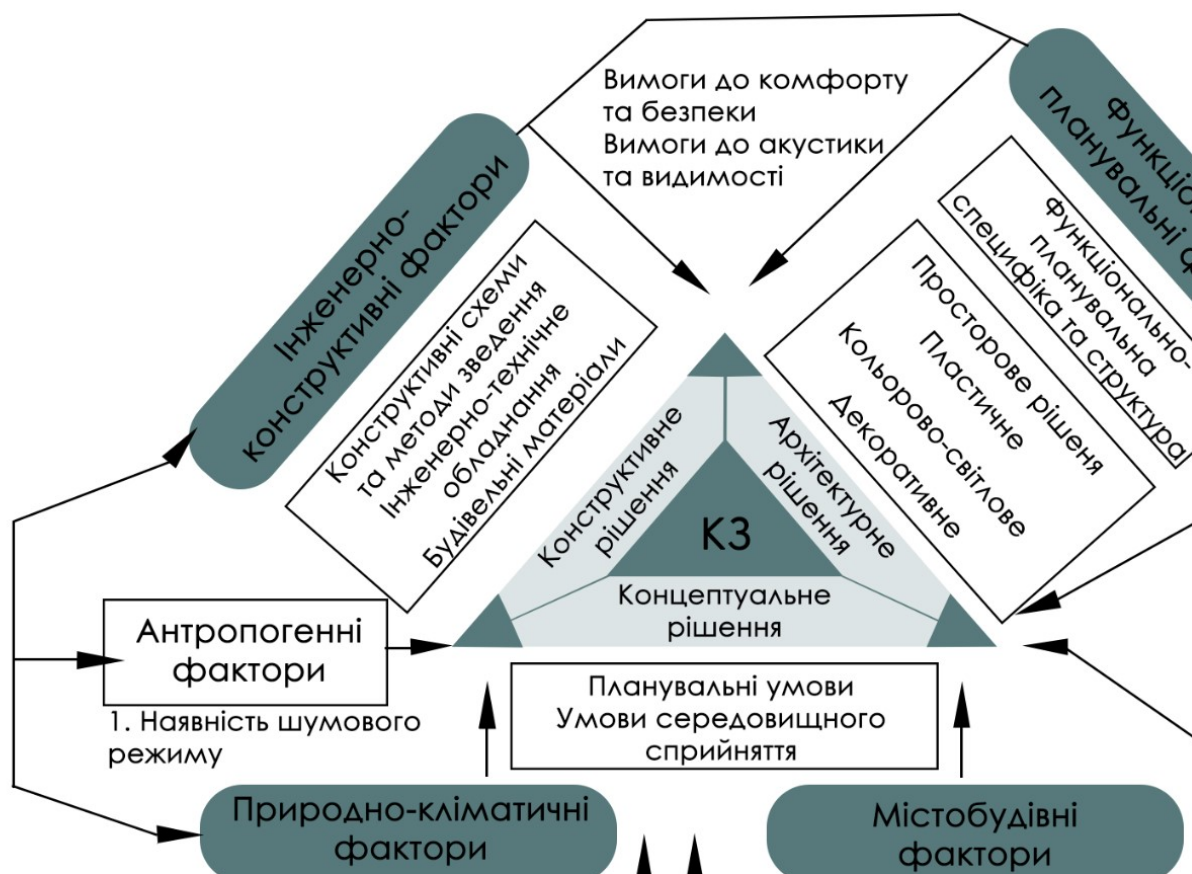 Вимоги до комфорту
та безпеки
Вимоги до акустики
та видимості
Інженерно-
конструктивні фактори
планувальні
Функціонально-
планувальна
специфіка та структура
Конструктивні схеми
та методи зведення
Інженерно-технічне
обладнання
Будівельні матеріали
Просторове рішеня
Пластичне
Кольорово-світлове
Декоративне
Конструктивне
рішення
Архітектурне
рішення
КЗ
Концептуальне
рішення
Антропогенні
фактори
1. Наявність шумового
режиму
Планувальні умови
Умови середовищного
сприйняття
Природно-кліматичні
фактори
Містобудівні
фактори